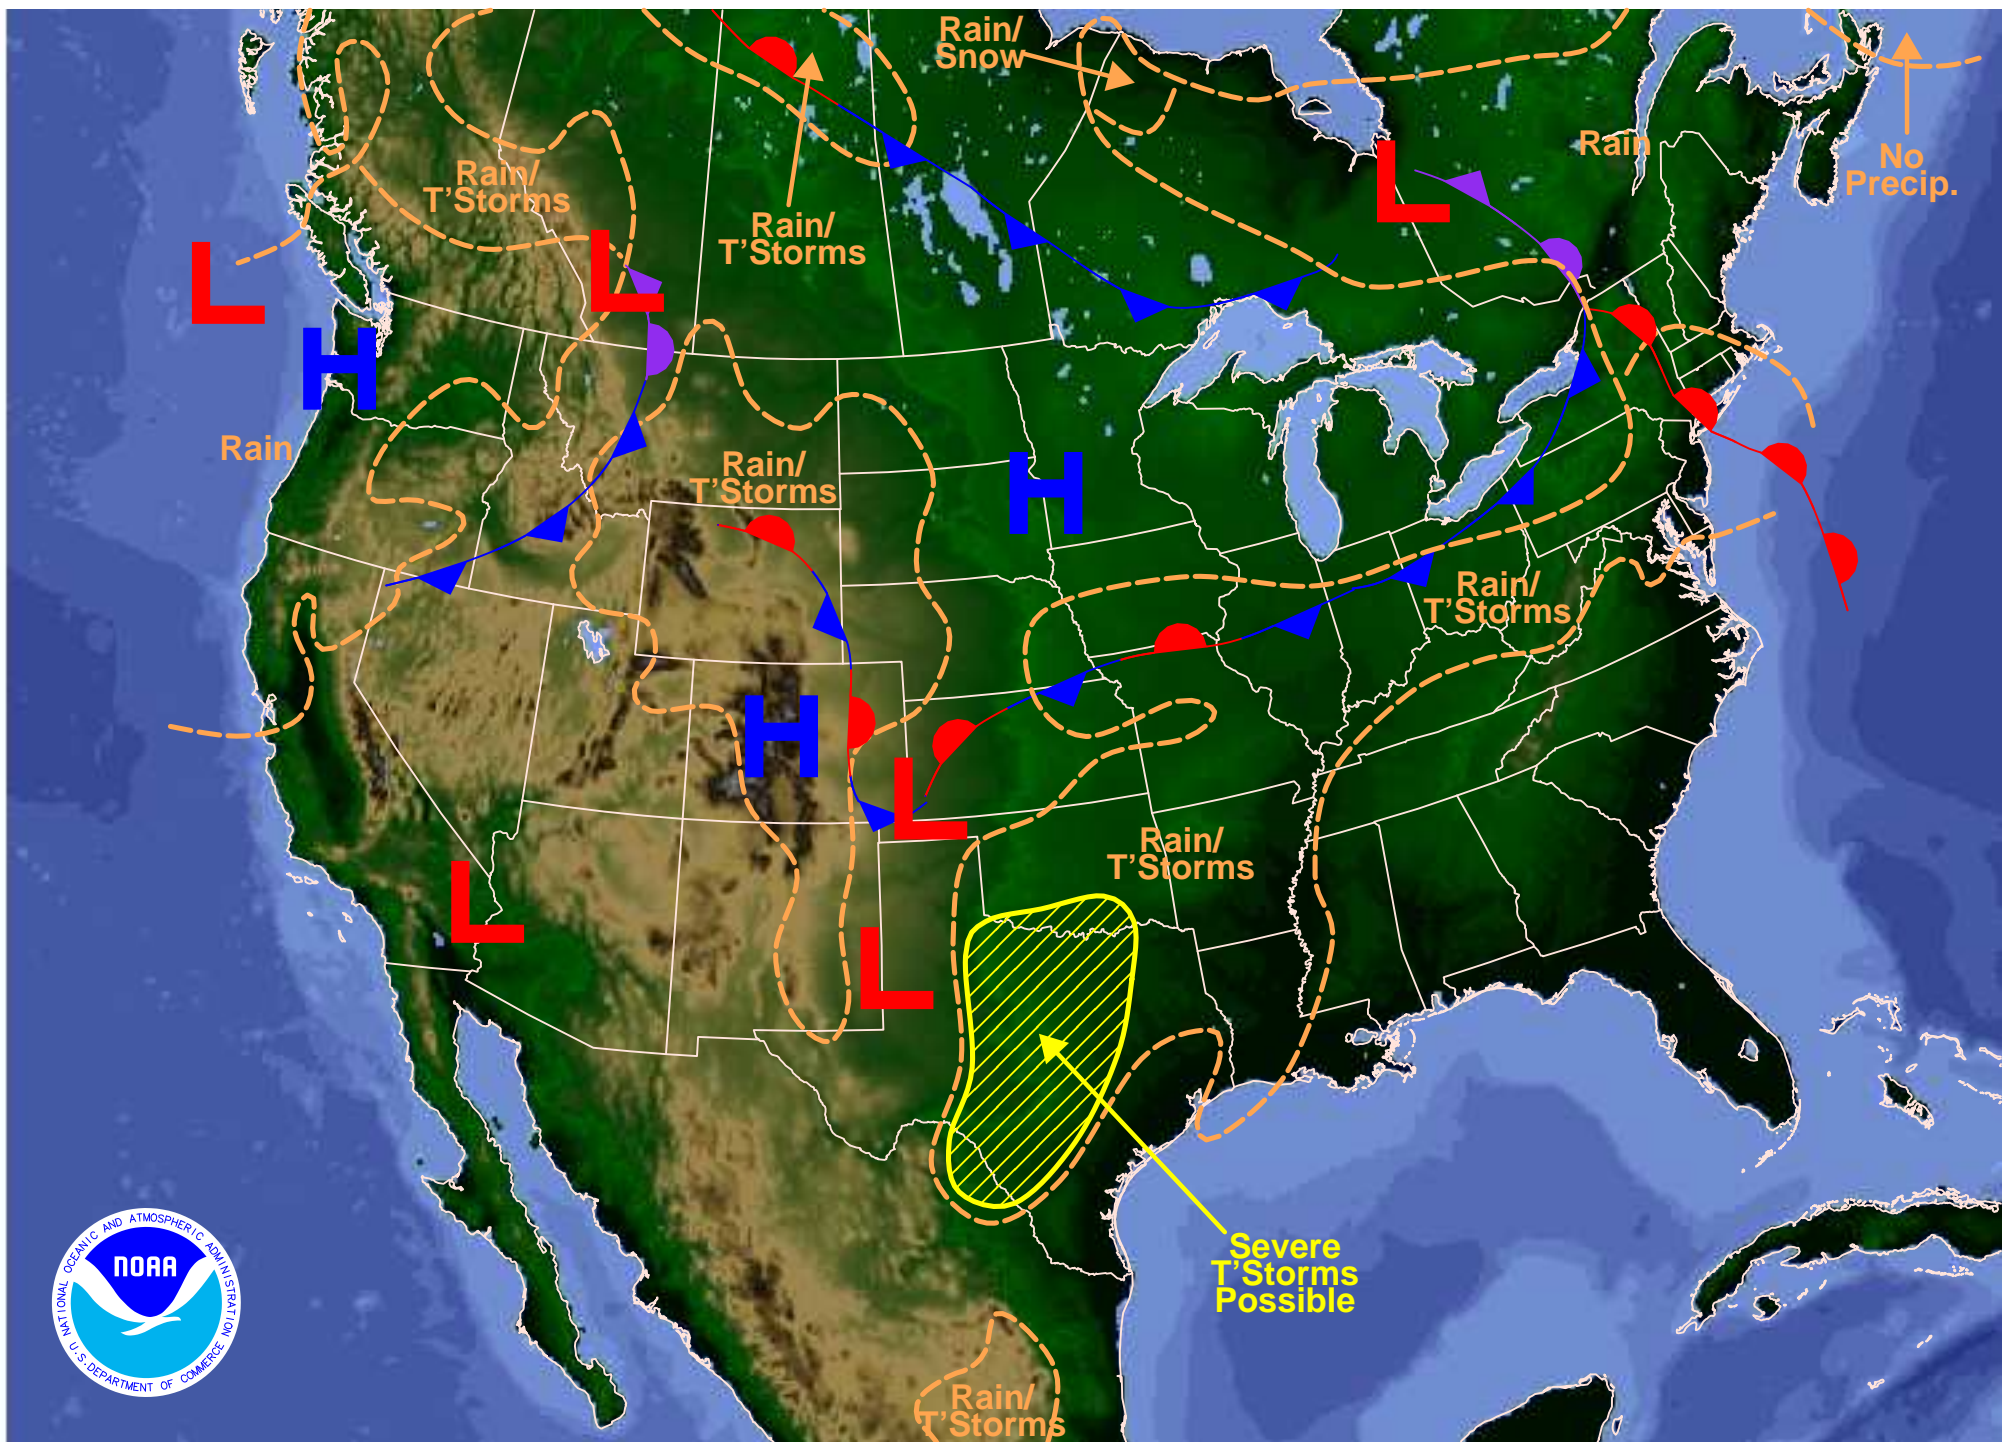 Rain/
Snow
Rain
No
Precip.
Rain/
T'Storms
Rain/
T'Storms
L
L
L
H
Rain
Rain/
T'Storms
H
Rain/
T'Storms
H
L
Rain/
T'Storms
L
L
Severe
T'Storms
Possible
NATIONAL OCEANIC AND ATMOSPHERIC ADMINISTRATION
NOAA
U.S. DEPARTMENT OF COMMERCE
Rain/
T'Storms